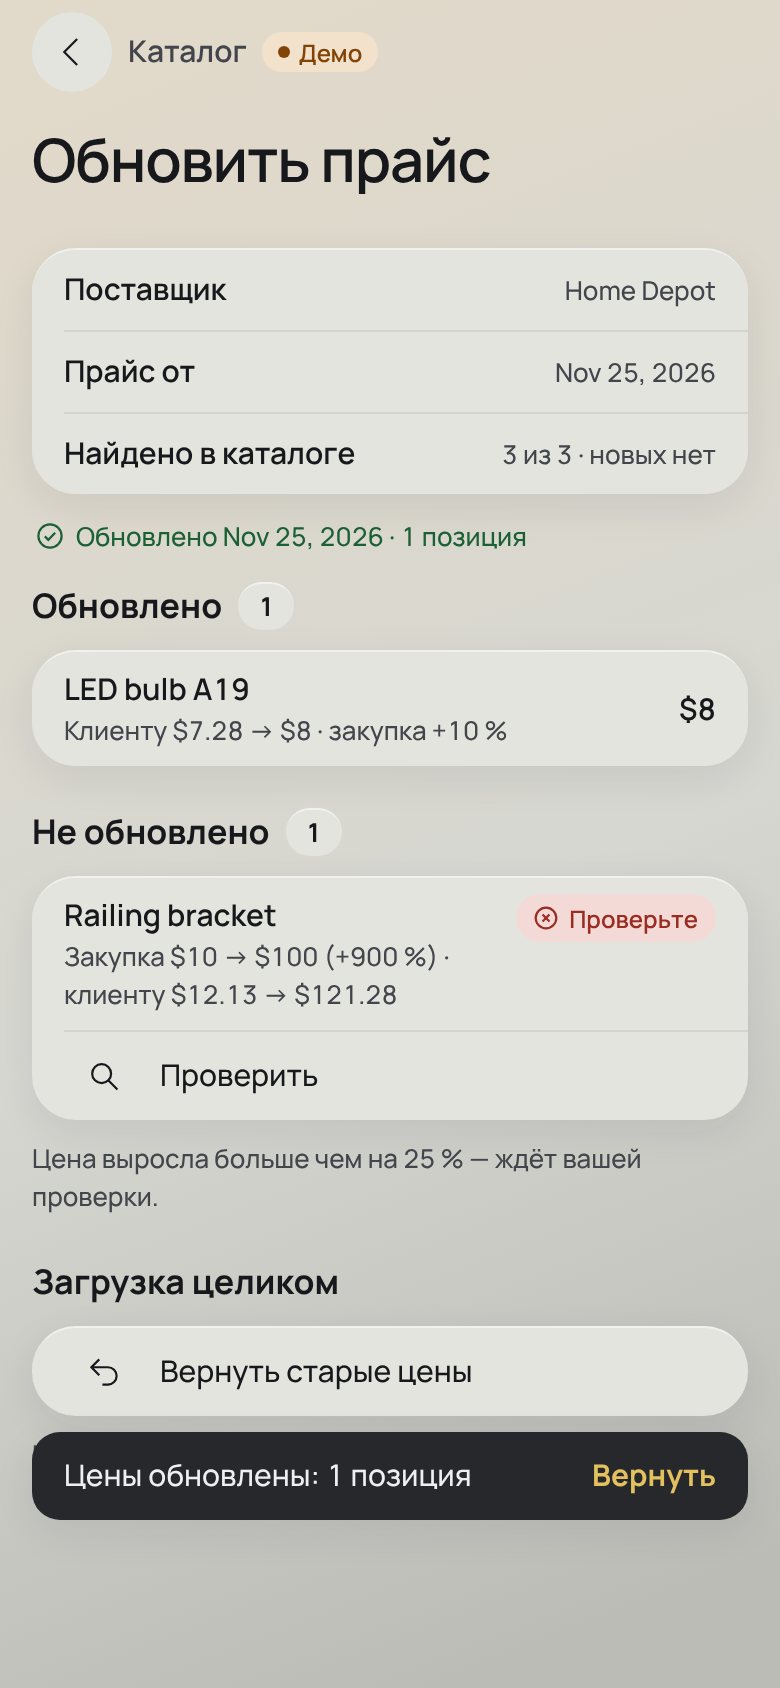 Каталог
Демо
Обновить прайс
Поставщик
Home Depot
Прайс от
Nov 25, 2026
Найдено в каталоге
3 из 3 · новых нет
Обновлено Nov 25, 2026 · 1 позиция
Обновлено 1
LED bulb A19
Клиенту $7.28 → $8 · закупка +10 %
$8
Не обновлено 1
Railing bracket
Проверьте
Закупка $10 → $100 (+900 %) ·
клиенту $12.13 → $121.28
Проверить
Цена выросла больше чем на 25 % — ждёт вашей
проверки.
Загрузка целиком
Вернуть старые цены
Цены обновлены: 1 позиция
Вернуть